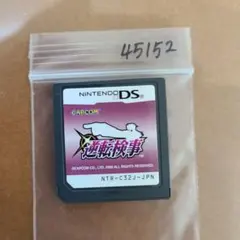 45152
NINTENDO DS
CAPCOM
逆転検事
NTR-C32J-JPN